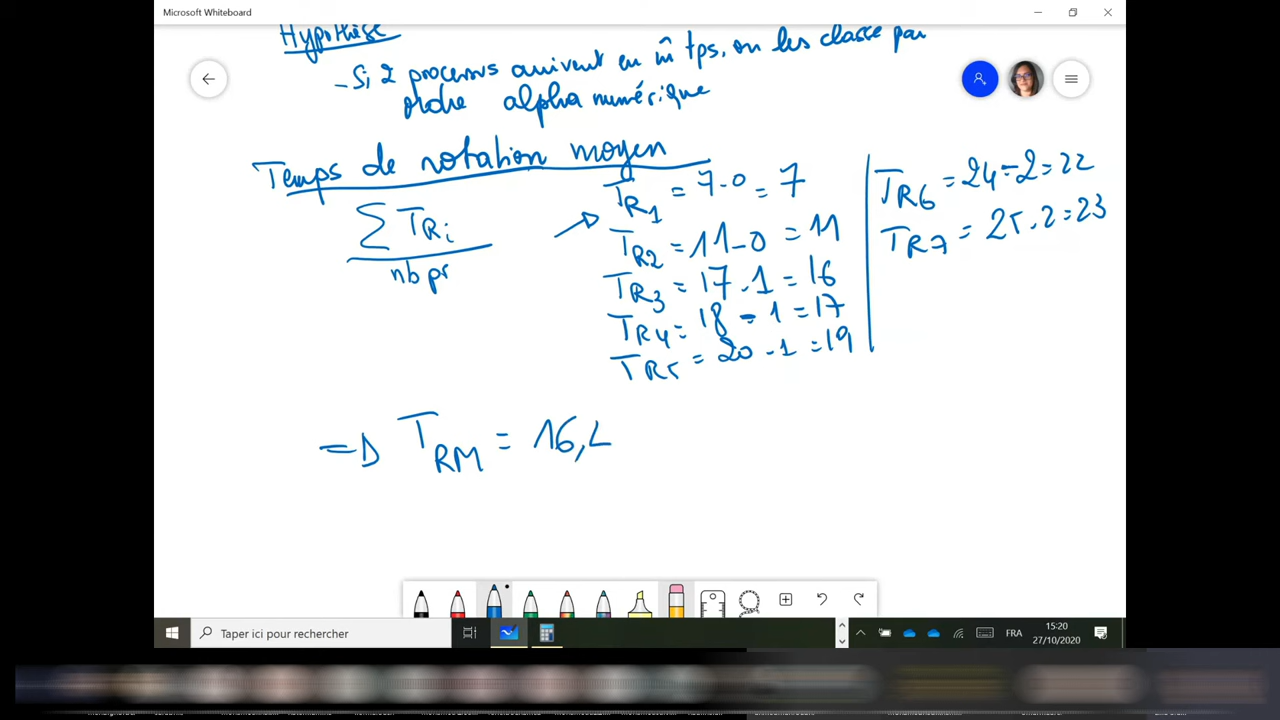 Microsoft Whiteboard
Hypothèse
- Si 2 processus arrivent en m̂ tps, on les classe par
ordre alpha numérique
Temps de rotation moyen
∑ TRi
nb pr
TR1 = 7-0 = 7
TR2 = 11-0 = 11
TR3 = 17-1 = 16
TR4 = 18-1 = 17
TR5 = 20-1 = 19
TR6 = 24-2 = 22
TR7 = 25-2 = 23
=> TRM = 16,4
Taper ici pour rechercher
FRA
15:20
27/10/2020